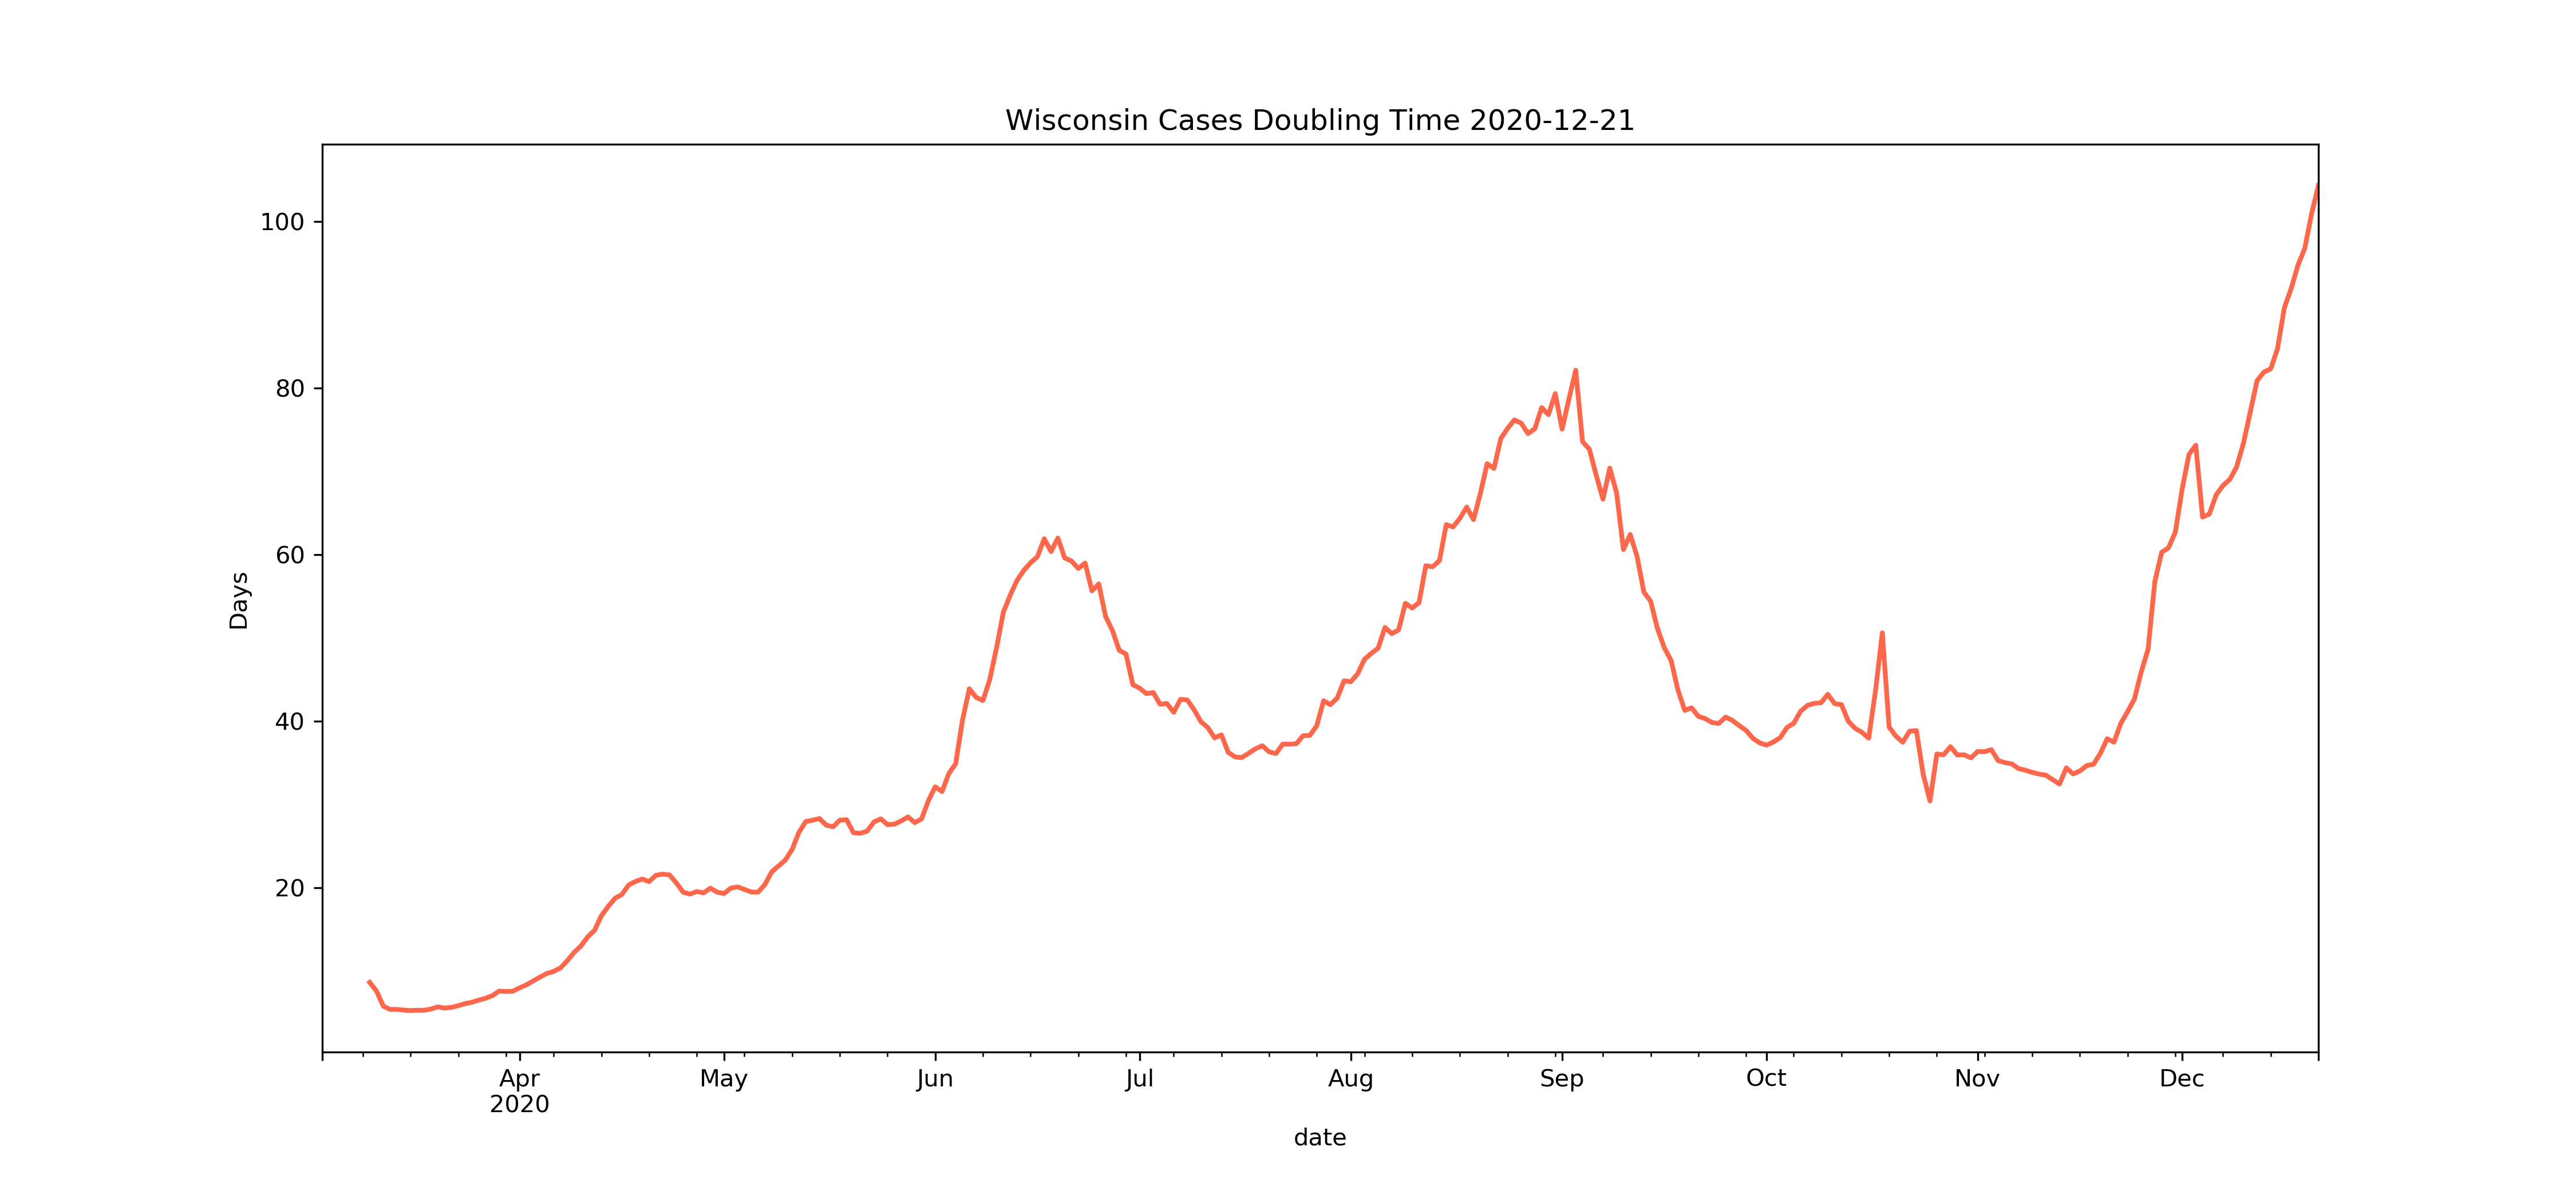 Wisconsin Cases Doubling Time 2020-12-21
100
80
60
40
20
Days
Apr May Jun Jul Aug Sep Oct Nov Dec
2020
date